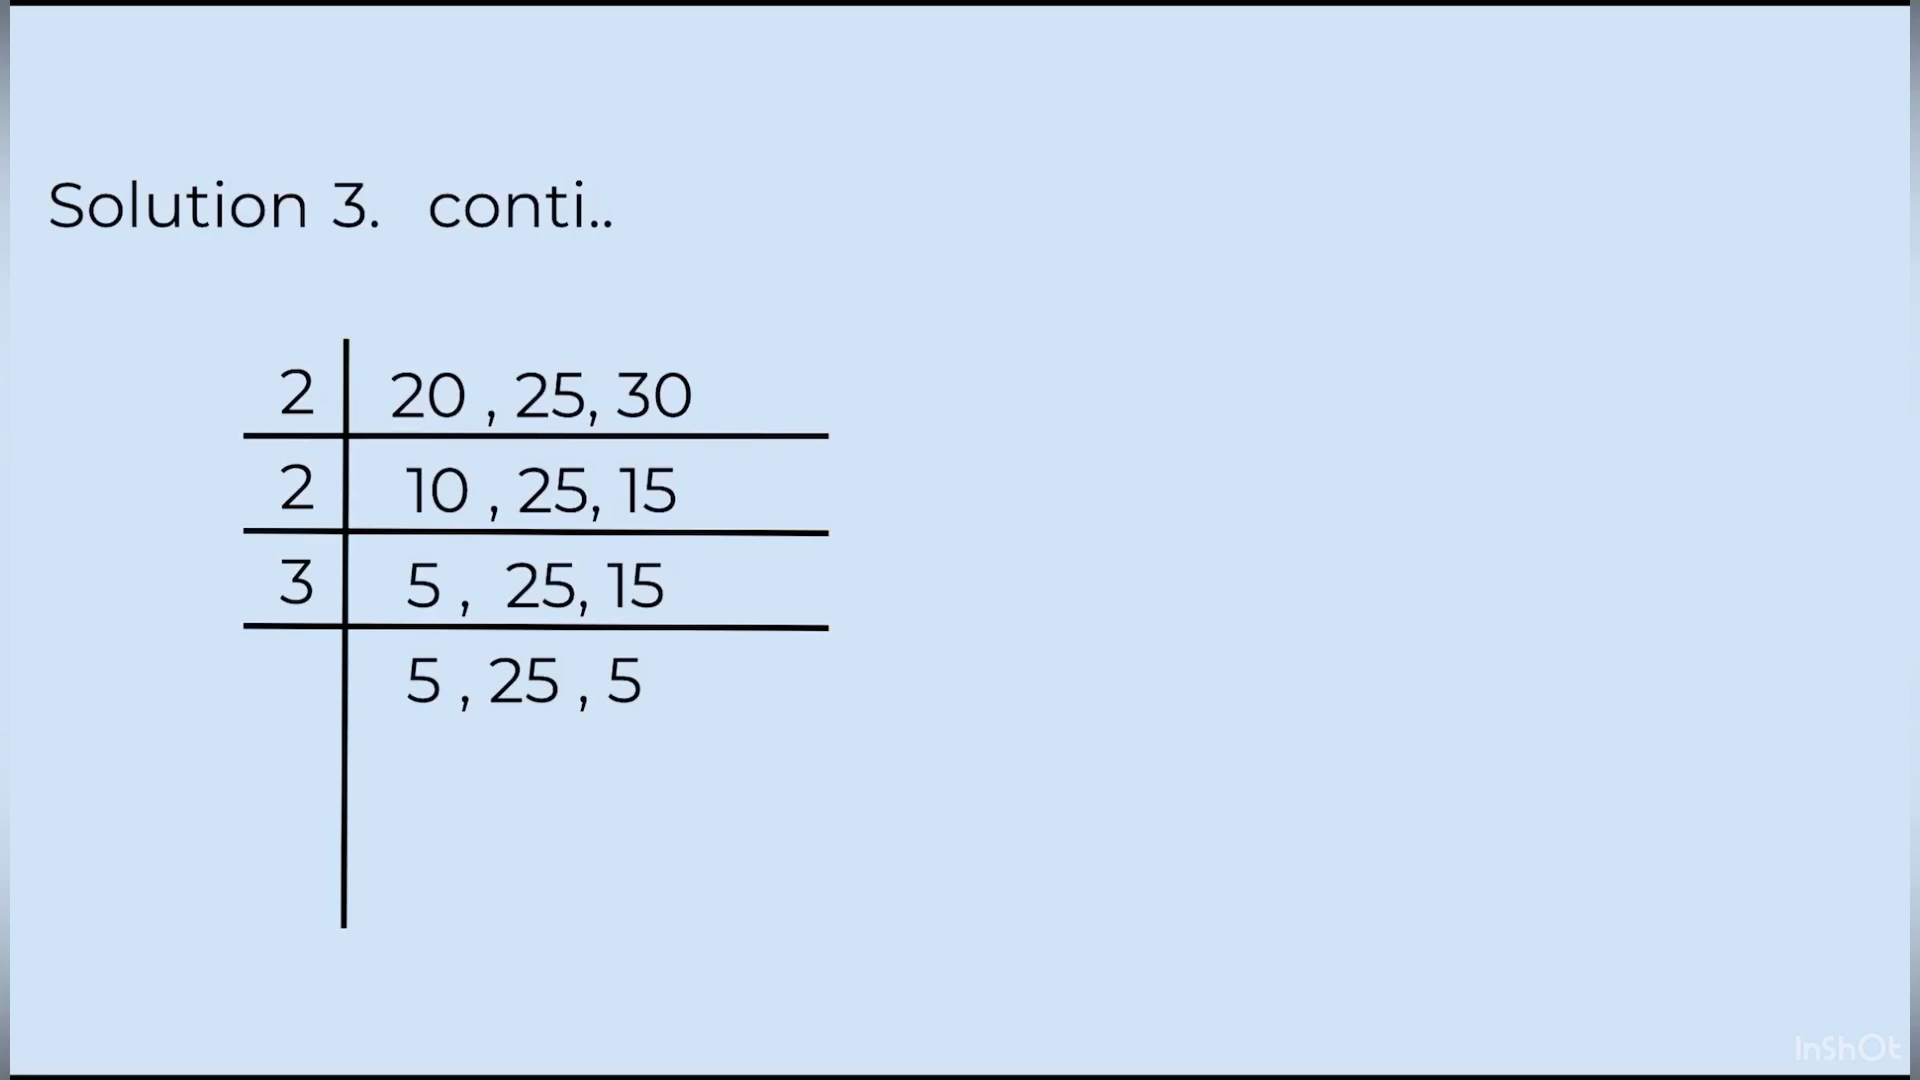 Solution 3. conti..
2 20 , 25, 30
2 10 , 25, 15
3 5 , 25, 15
5 , 25 , 5
InShOt